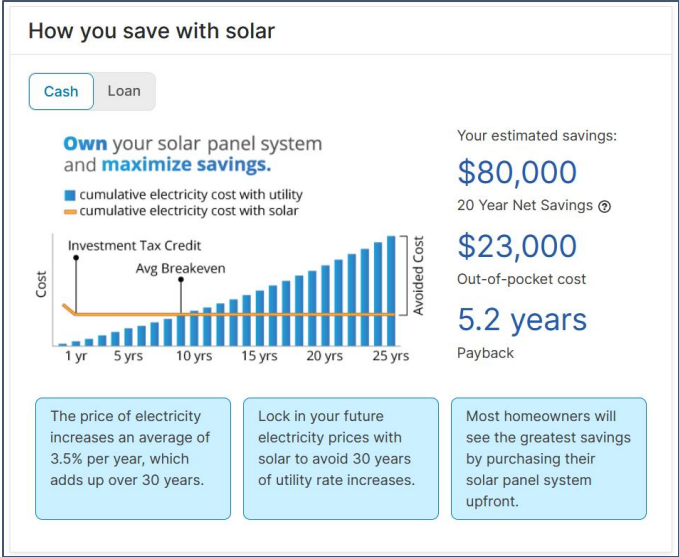 How you save with solar
Cash
Loan
Own your solar panel system
and maximize savings.
cumulative electricity cost with utility
cumulative electricity cost with solar
Investment Tax Credit
Avg Breakeven
Cost
Avoided Cost
1 yr 5 yrs 10 yrs 15 yrs 20 yrs 25 yrs
Your estimated savings:
$80,000
20 Year Net Savings ?
$23,000
Out-of-pocket cost
5.2 years
Payback
The price of electricity
increases an average of
3.5% per year, which
adds up over 30 years.
Lock in your future
electricity prices with
solar to avoid 30 years
of utility rate increases.
Most homeowners will
see the greatest savings
by purchasing their
solar panel system
upfront.